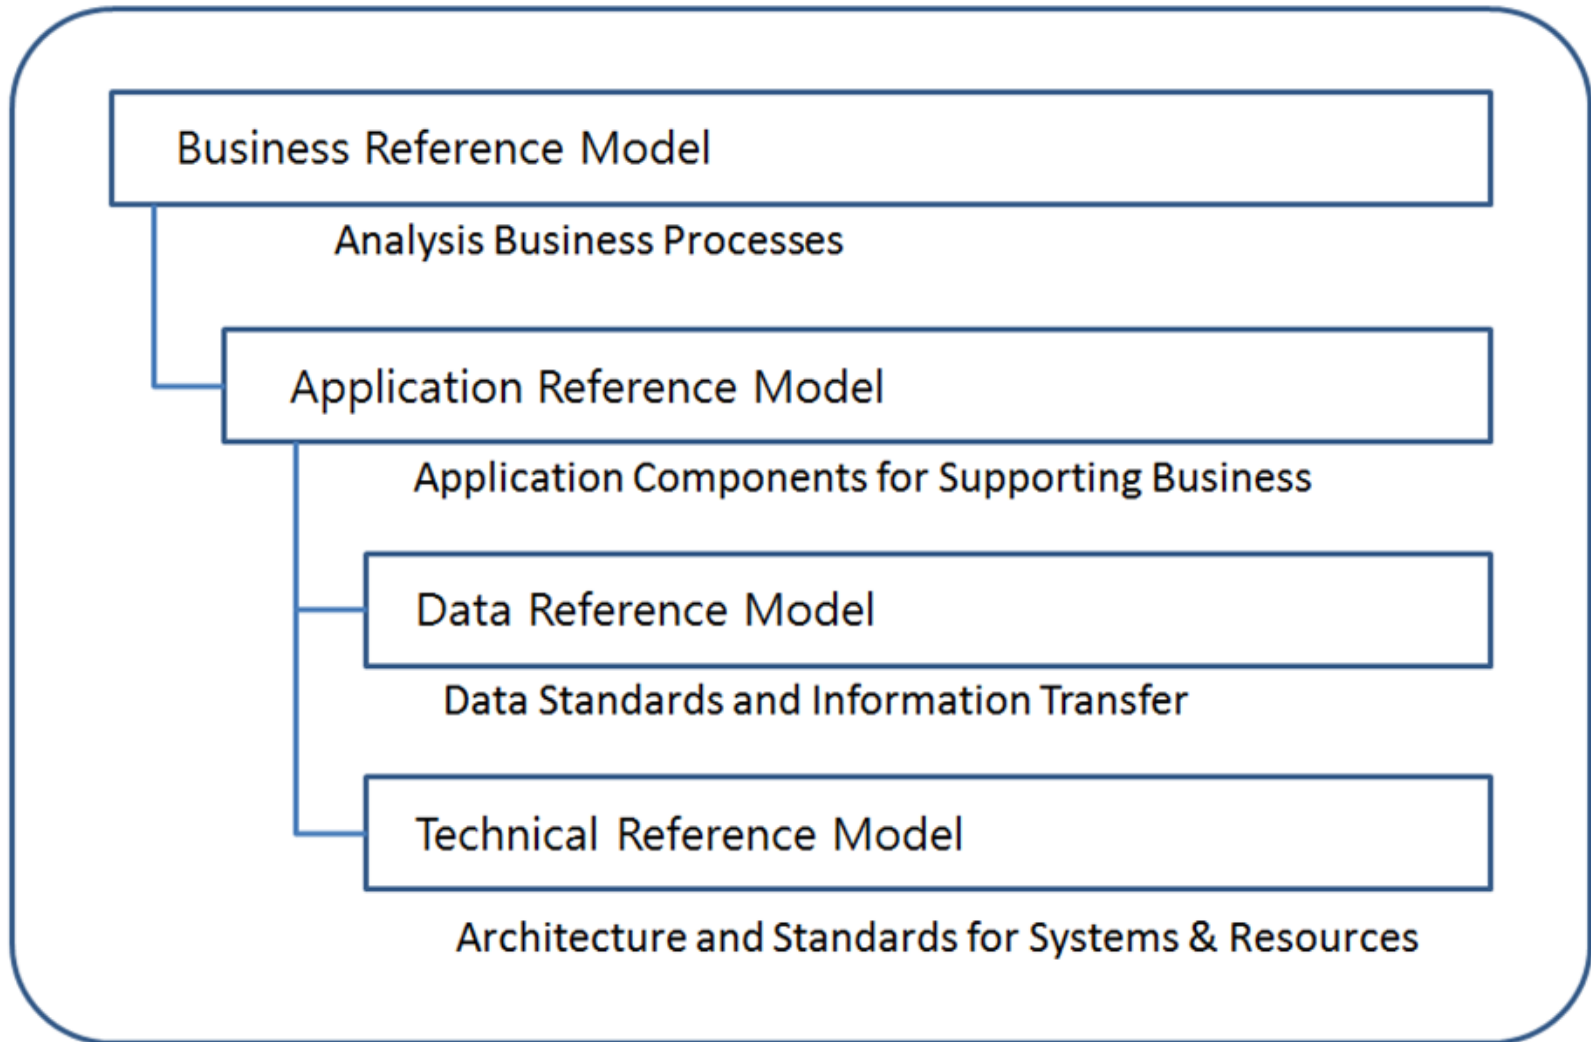 Business Reference Model
Analysis Business Processes
Application Reference Model
Application Components for Supporting Business
Data Reference Model
Data Standards and Information Transfer
Technical Reference Model
Architecture and Standards for Systems & Resources